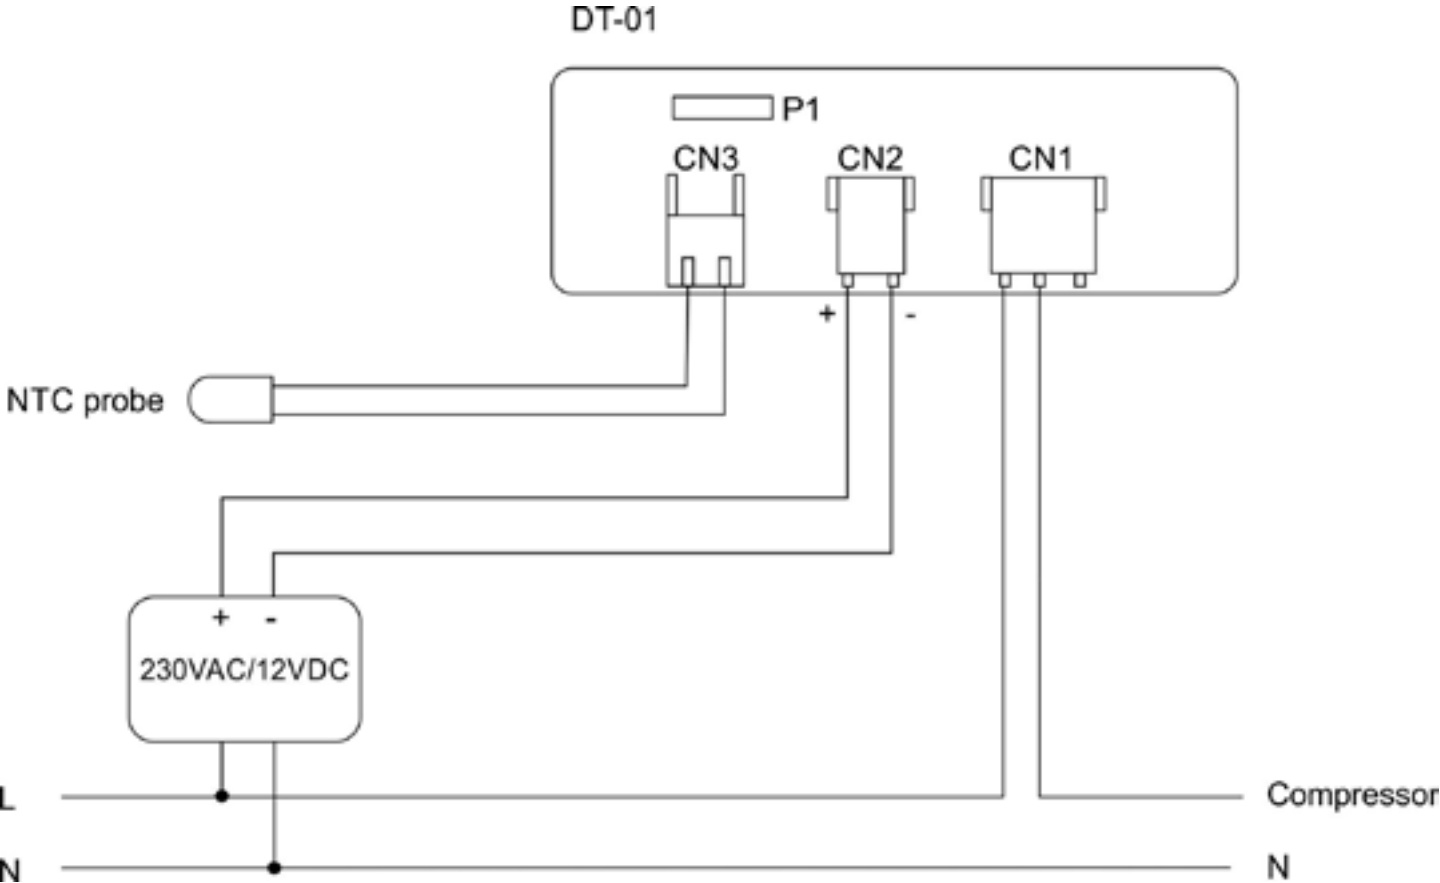 DT-01
P1
CN3 CN2 CN1
+ -
NTC probe
+ -
230VAC/12VDC
L Compressor
N N